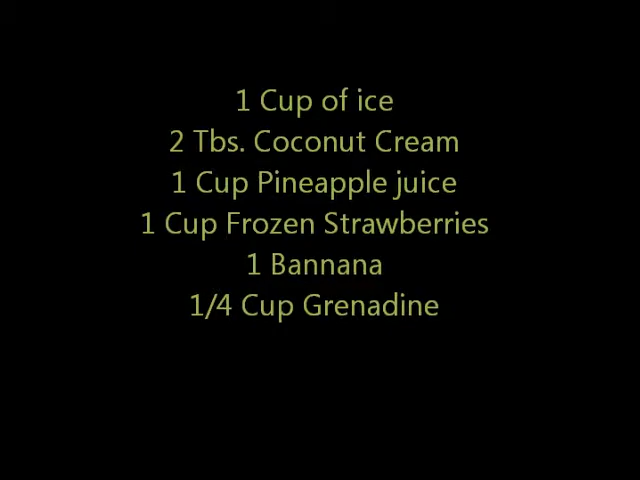 1 Cup of ice
2 Tbs. Coconut Cream
1 Cup Pineapple juice
1 Cup Frozen Strawberries
1 Bannana
1/4 Cup Grenadine